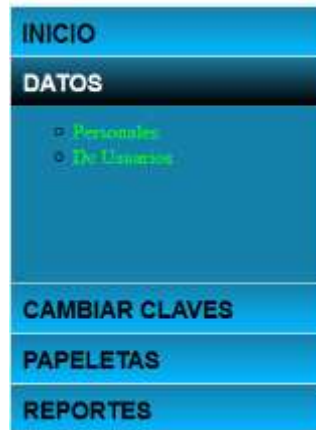 INICIO
DATOS
Personales
De Usuarios
CAMBIAR CLAVES
PAPELETAS
REPORTES